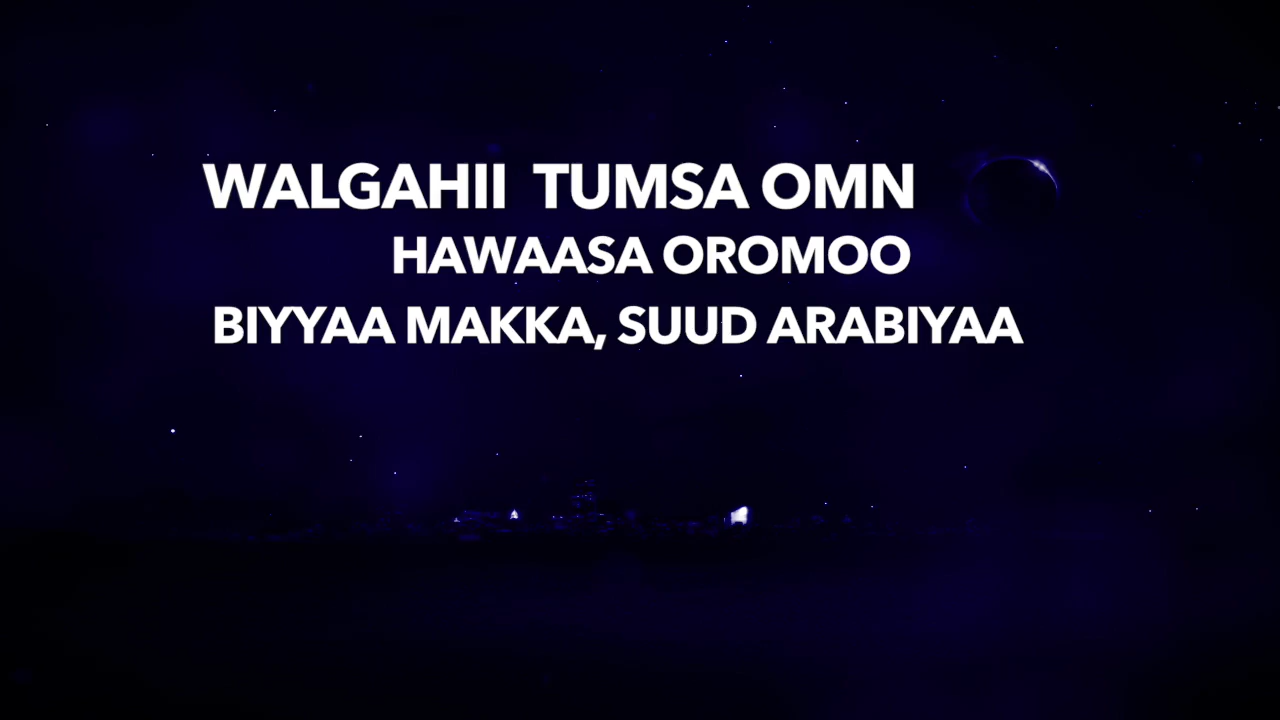 WALGAHII TUMSA OMN
HAWAASA OROMOO
BIYYAA MAKKA, SUUD ARABIYAA